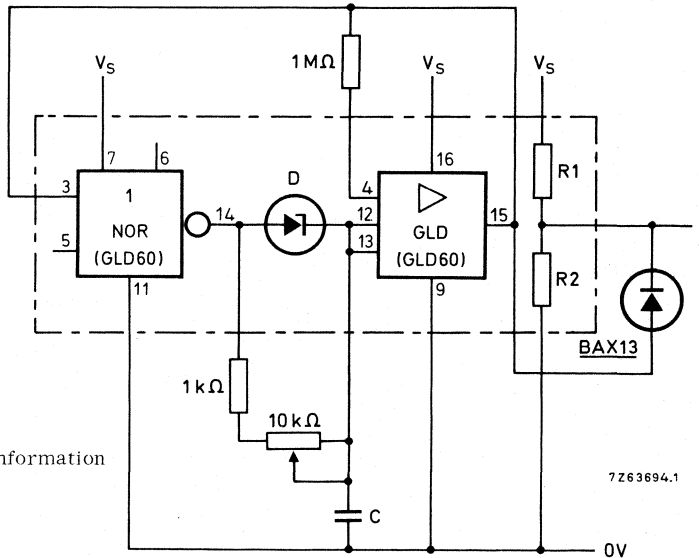 1MΩ
V_S
V_S
V_S
7
6
3
1
NOR
(GLD60)
5
11
14
D
4
12
13
GLD
(GLD60)
16
15
9
R1
R2
BAX13
1kΩ
10kΩ
C
nformation
7Z63694.1
0V